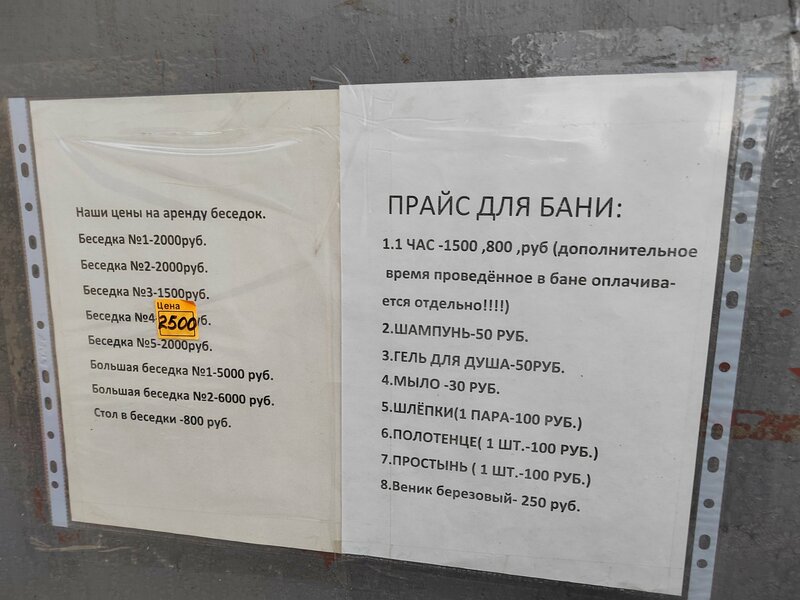 Наши цены на аренду беседок.
Беседка №1-2000руб.
Беседка №2-2000руб.
Беседка №3-1500руб.
Цена
Беседка №4 2500 уб.
Беседка №5-2000руб.
Большая беседка №1-5000 руб.
Большая беседка №2-6000 руб.
Стол в беседки -800 руб.
ПРАЙС ДЛЯ БАНИ:
1.1 ЧАС -1500 ,800 ,руб (дополнительное
время проведённое в бане оплачива-
ется отдельно!!!!)
2.ШАМПУНЬ-50 РУБ.
3.ГЕЛЬ ДЛЯ ДУША-50РУБ.
4.МЫЛО -30 РУБ.
5.ШЛЁПКИ(1 ПАРА-100 РУБ.)
6.ПОЛОТЕНЦЕ( 1 ШТ.-100 РУБ.)
7.ПРОСТЫНЬ ( 1 ШТ.-100 РУБ.)
8.Веник березовый- 250 руб.